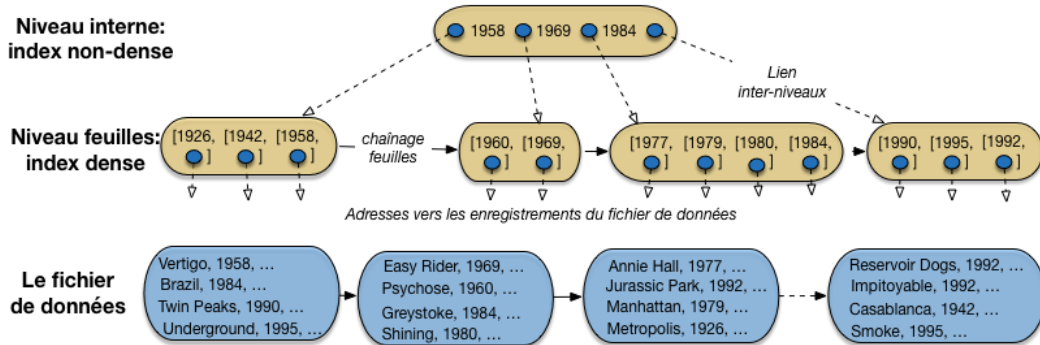 Niveau interne:
index non-dense
1958 1969 1984
Lien
inter-niveaux
Niveau feuilles:
index dense
[1926, [1942, [1958,
] ] ]
chaînage
feuilles
[1960, [1969,
] ]
[1977, [1979, [1980, [1984,
] ] ] ]
[1990, [1995, [1992,
] ] ]
Adresses vers les enregistrements du fichier de données
Le fichier
de données
Vertigo, 1958, ...
Brazil, 1984, ...
Twin Peaks, 1990, ...
Underground, 1995, ...
Easy Rider, 1969, ...
Psychose, 1960, ...
Greystoke, 1984, ...
Shining, 1980, ...
Annie Hall, 1977, ...
Jurassic Park, 1992, ...
Manhattan, 1979, ...
Metropolis, 1926, ...
Reservoir Dogs, 1992, ...
Impitoyable, 1992, ...
Casablanca, 1942, ...
Smoke, 1995, ...